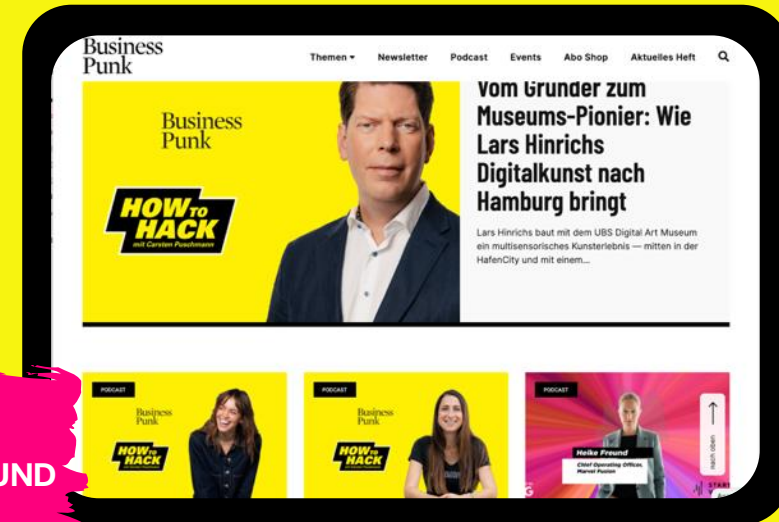 Business
Punk
Themen
Newsletter
Podcast
Events
Abo Shop
Aktuelles Heft
Business
Punk
HOW TO
HACK
mit Carsten Puschmann
Vom Gründer zum
Museums-Pionier: Wie
Lars Hinrichs
Digitalkunst nach
Hamburg bringt
Lars Hinrichs baut mit dem UBS Digital Art Museum
ein multisensorisches Kunsterlebnis — mitten in der
HafenCity und mit einem...
PODCAST
Business
Punk
HOW TO
HACK
PODCAST
Business
Punk
HOW TO
HACK
PODCAST
Heike Freund
Chief Operating Officer,
Marvel Fusion
nach oben
UND